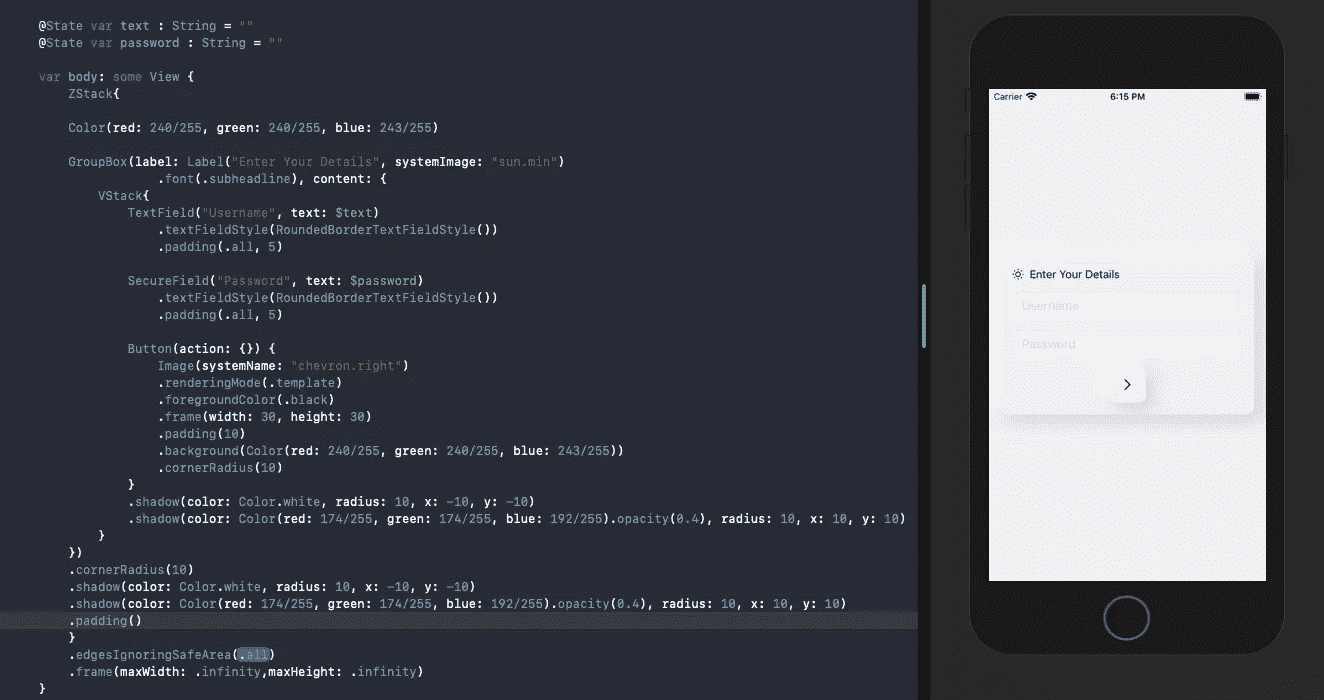 @State var text : String = ""
@State var password : String = ""
var body: some View {
ZStack{
Color(red: 240/255, green: 240/255, blue: 243/255)
GroupBox(label: Label("Enter Your Details", systemImage: "sun.min")
.font(.subheadline), content: {
VStack{
TextField("Username", text: $text)
.textFieldStyle(RoundedBorderTextFieldStyle())
.padding(.all, 5)
SecureField("Password", text: $password)
.textFieldStyle(RoundedBorderTextFieldStyle())
.padding(.all, 5)
Button(action: {}) {
Image(systemName: "chevron.right")
.renderingMode(.template)
.foregroundColor(.black)
.frame(width: 30, height: 30)
.padding(10)
.background(Color(red: 240/255, green: 240/255, blue: 243/255))
.cornerRadius(10)
}
.shadow(color: Color.white, radius: 10, x: -10, y: -10)
.shadow(color: Color(red: 174/255, green: 174/255, blue: 192/255).opacity(0.4), radius: 10, x: 10, y: 10)
}
})
.cornerRadius(10)
.shadow(color: Color.white, radius: 10, x: -10, y: -10)
.shadow(color: Color(red: 174/255, green: 174/255, blue: 192/255).opacity(0.4), radius: 10, x: 10, y: 10)
.padding()
}
.edgesIgnoringSafeArea(.all)
.frame(maxWidth: .infinity,maxHeight: .infinity)
}
Carrier 6:15 PM
Enter Your Details
Username
Password